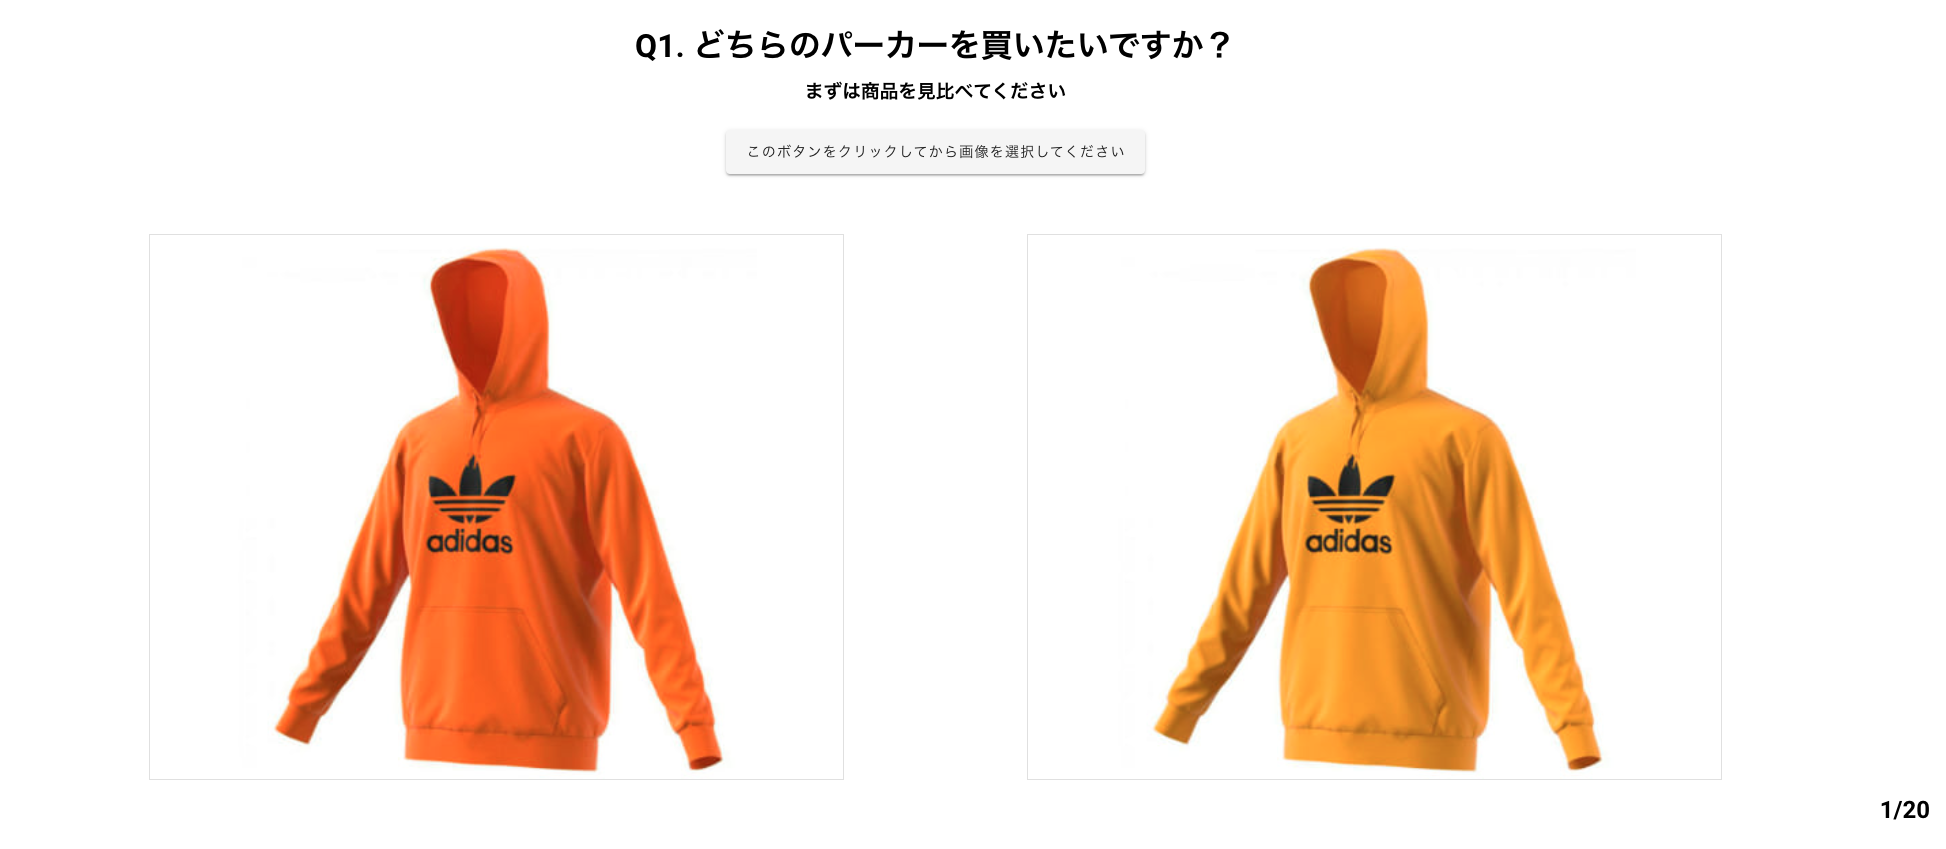 Q1. どちらのパーカーを買いたいですか？
まずは商品を見比べてください
このボタンをクリックしてから画像を選択してください
adidas
adidas
1/20